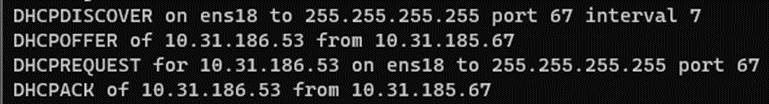 DHCPDISCOVER on ens18 to 255.255.255.255 port 67 interval 7
DHCPOFFER of 10.31.186.53 from 10.31.185.67
DHCPREQUEST for 10.31.186.53 on ens18 to 255.255.255.255 port 67
DHCPACK of 10.31.186.53 from 10.31.185.67